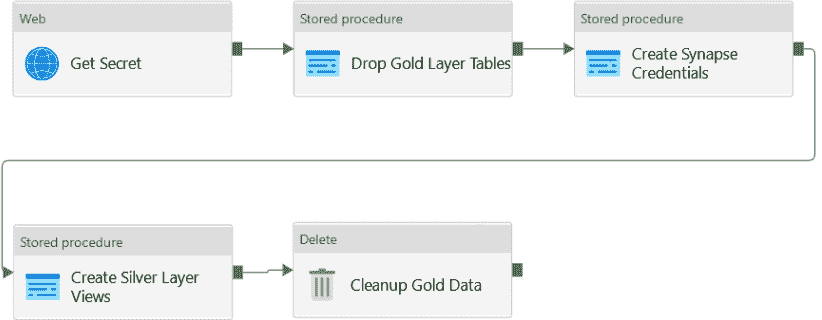 Web
Get Secret
Stored procedure
Drop Gold Layer Tables
Stored procedure
Create Synapse
Credentials
Stored procedure
Create Silver Layer
Views
Delete
Cleanup Gold Data